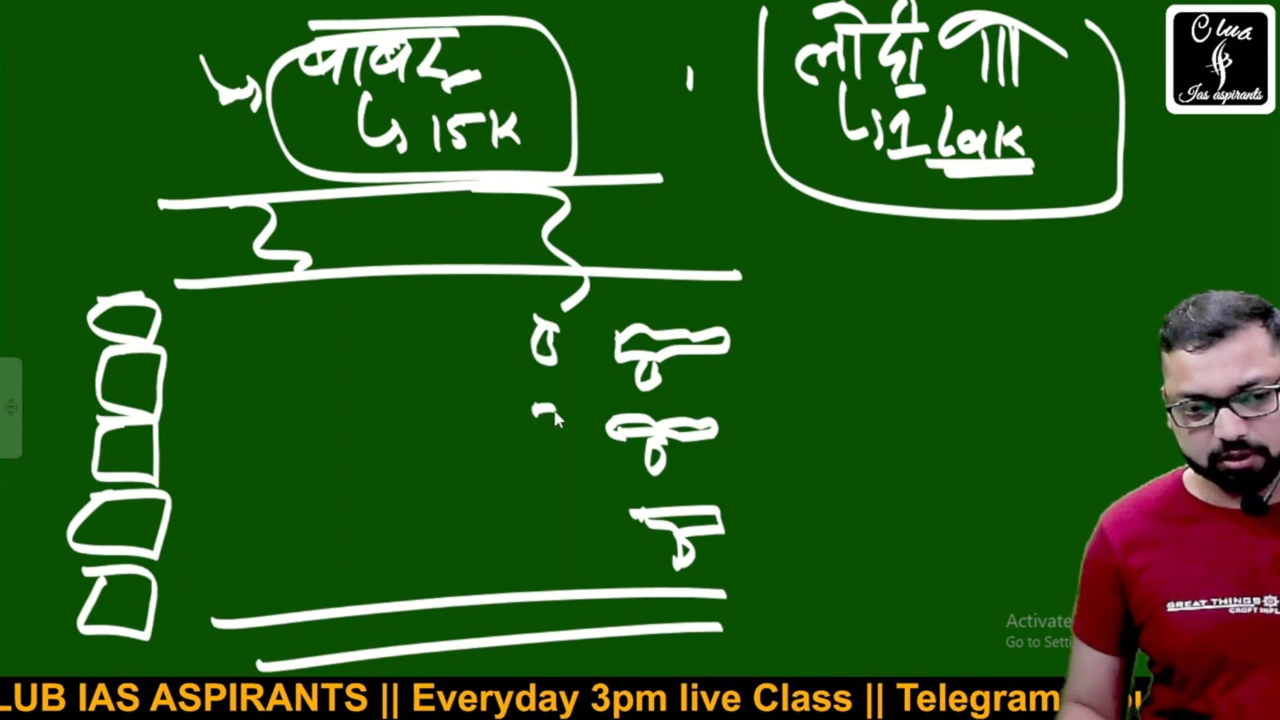 बाबर
15K
लोदी
1 Lak
Club
Ias aspirants
GREAT THINGS
Activate
Go to Setti
LUB IAS ASPIRANTS || Everyday 3pm live Class || Telegram